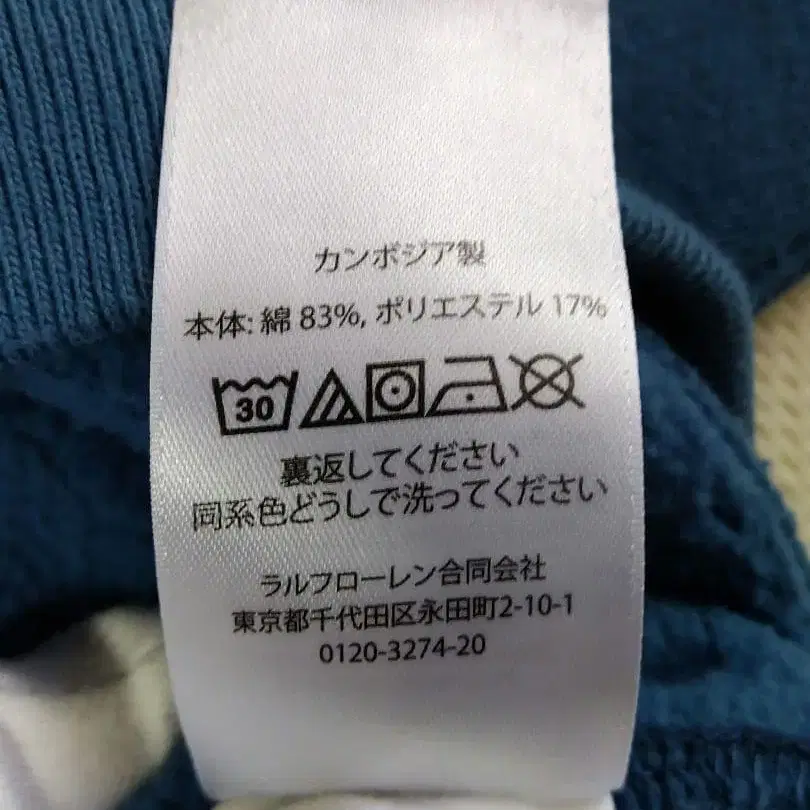 カンボジア製
本体: 綿 83%, ポリエステル 17%
30
裏返してください
同系色どうしで洗ってください
ラルフローレン合同会社
東京都千代田区永田町2-10-1
0120-3274-20